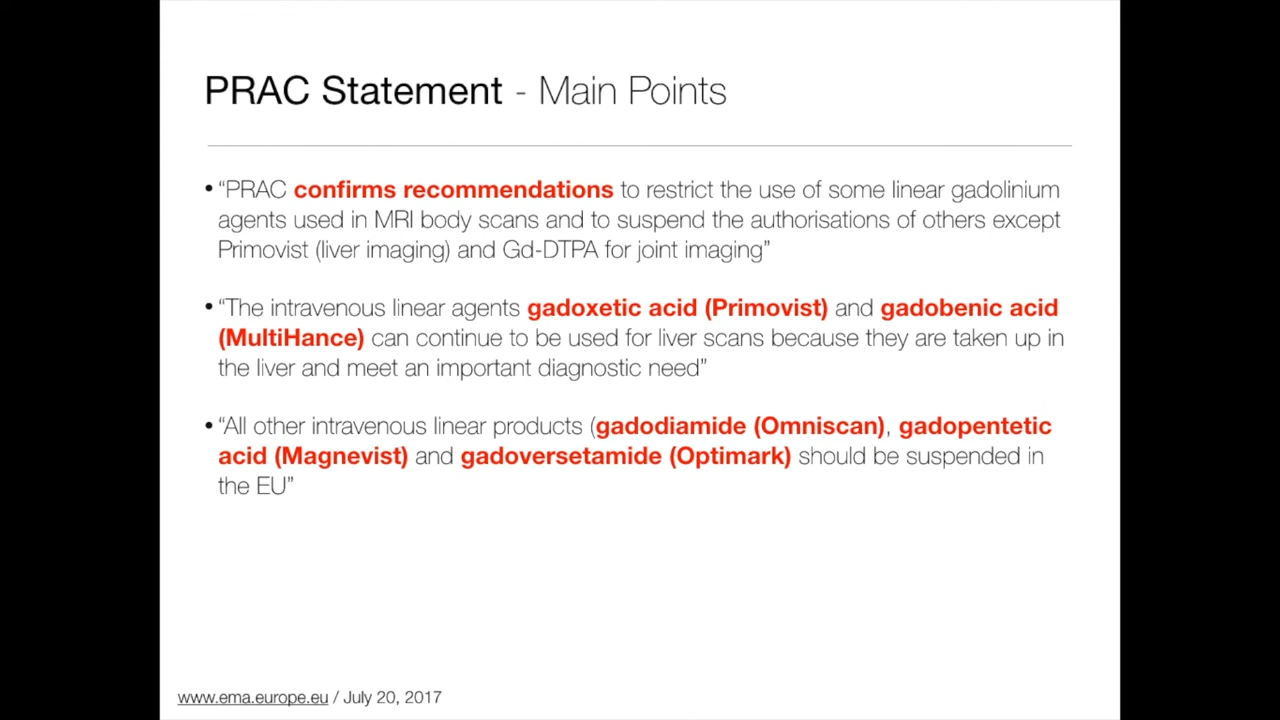 PRAC Statement - Main Points
• “PRAC confirms recommendations to restrict the use of some linear gadolinium
agents used in MRI body scans and to suspend the authorisations of others except
Primovist (liver imaging) and Gd-DTPA for joint imaging”
• “The intravenous linear agents gadoxetic acid (Primovist) and gadobenic acid
(MultiHance) can continue to be used for liver scans because they are taken up in
the liver and meet an important diagnostic need”
• “All other intravenous linear products (gadodiamide (Omniscan), gadopentetic
acid (Magnevist) and gadoversetamide (Optimark) should be suspended in
the EU”
www.ema.europe.eu / July 20, 2017